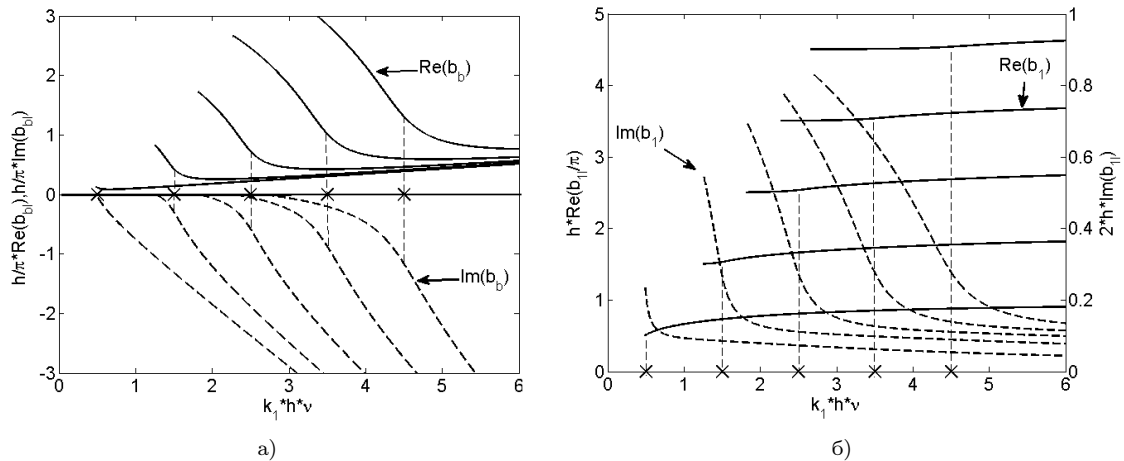 3
2
1
0
-1
-2
-3
0 1 2 3 4 5 6
h/π*Re(b_bl),h/π*Im(b_bl)
Re(b_b)
Im(b_b)
k_1*h*ν
а)
5
4
3
2
1
0
0 1 2 3 4 5 6
1
0.8
0.6
0.4
0.2
0
h*Re(b_1l/π)
2*h*Im(b_1l)
Re(b_1)
Im(b_1)
k_1*h*ν
б)